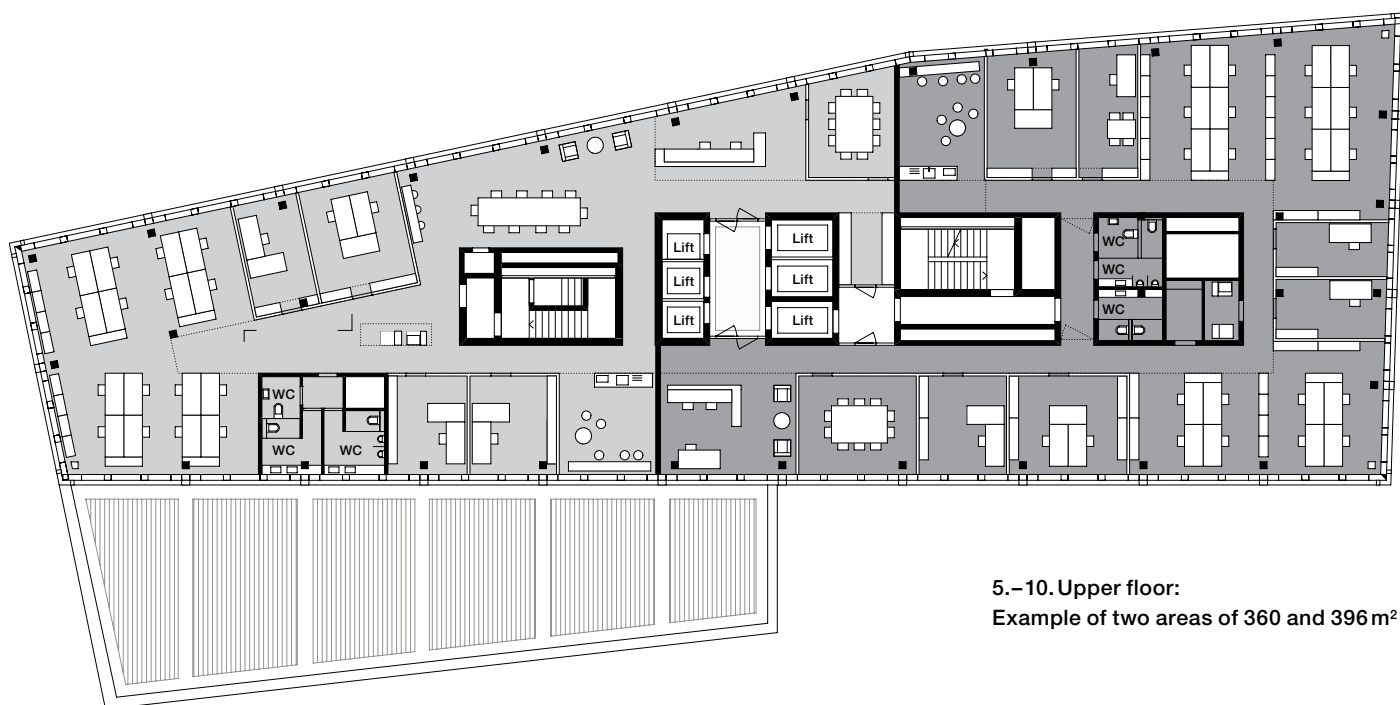 Lift
Lift
Lift
Lift
Lift
Lift
WC
WC
WC
WC
WC
WC
5.–10. Upper floor:
Example of two areas of 360 and 396 m²